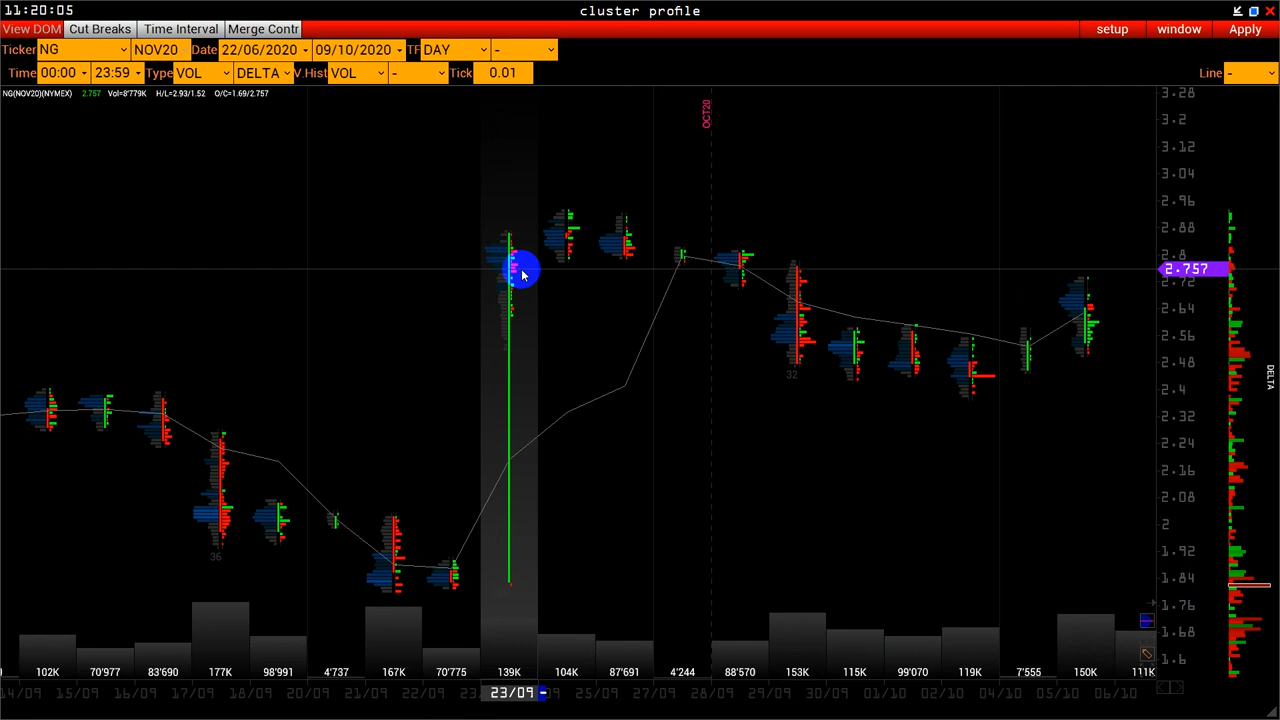 11:20:05 cluster profile
View DOM Cut Breaks Time Interval Merge Contr setup window Apply
Ticker NG NOV20 Date 22/06/2020 09/10/2020 TF DAY -
Time 00:00 23:59 Type VOL DELTA V.Hist VOL - Tick 0.01 Line -
NG(NOV20)(NYMEX) 2.757 Vol=8'779K H/L=2.93/1.52 O/C=1.69/2.757
3.28
OCT20
3.2
3.12
3.04
2.96
2.88
2.8
2.757
2.72
2.64
2.56
2.48
32
DELTA
2.4
2.32
2.24
2.16
2.08
2
36
1.92
1.84
1.76
1.68
1.6
102K 70'977 83'690 177K 98'991 4'737 167K 70'775 139K 104K 87'691 4'244 88'570 153K 115K 99'070 119K 7'555 150K 111K
14/09 15/09 16/09 17/09 18/09 20/09 21/09 22/09 23/09 25/09 27/09 28/09 29/09 30/09 01/10 02/10 04/10 05/10 06/10